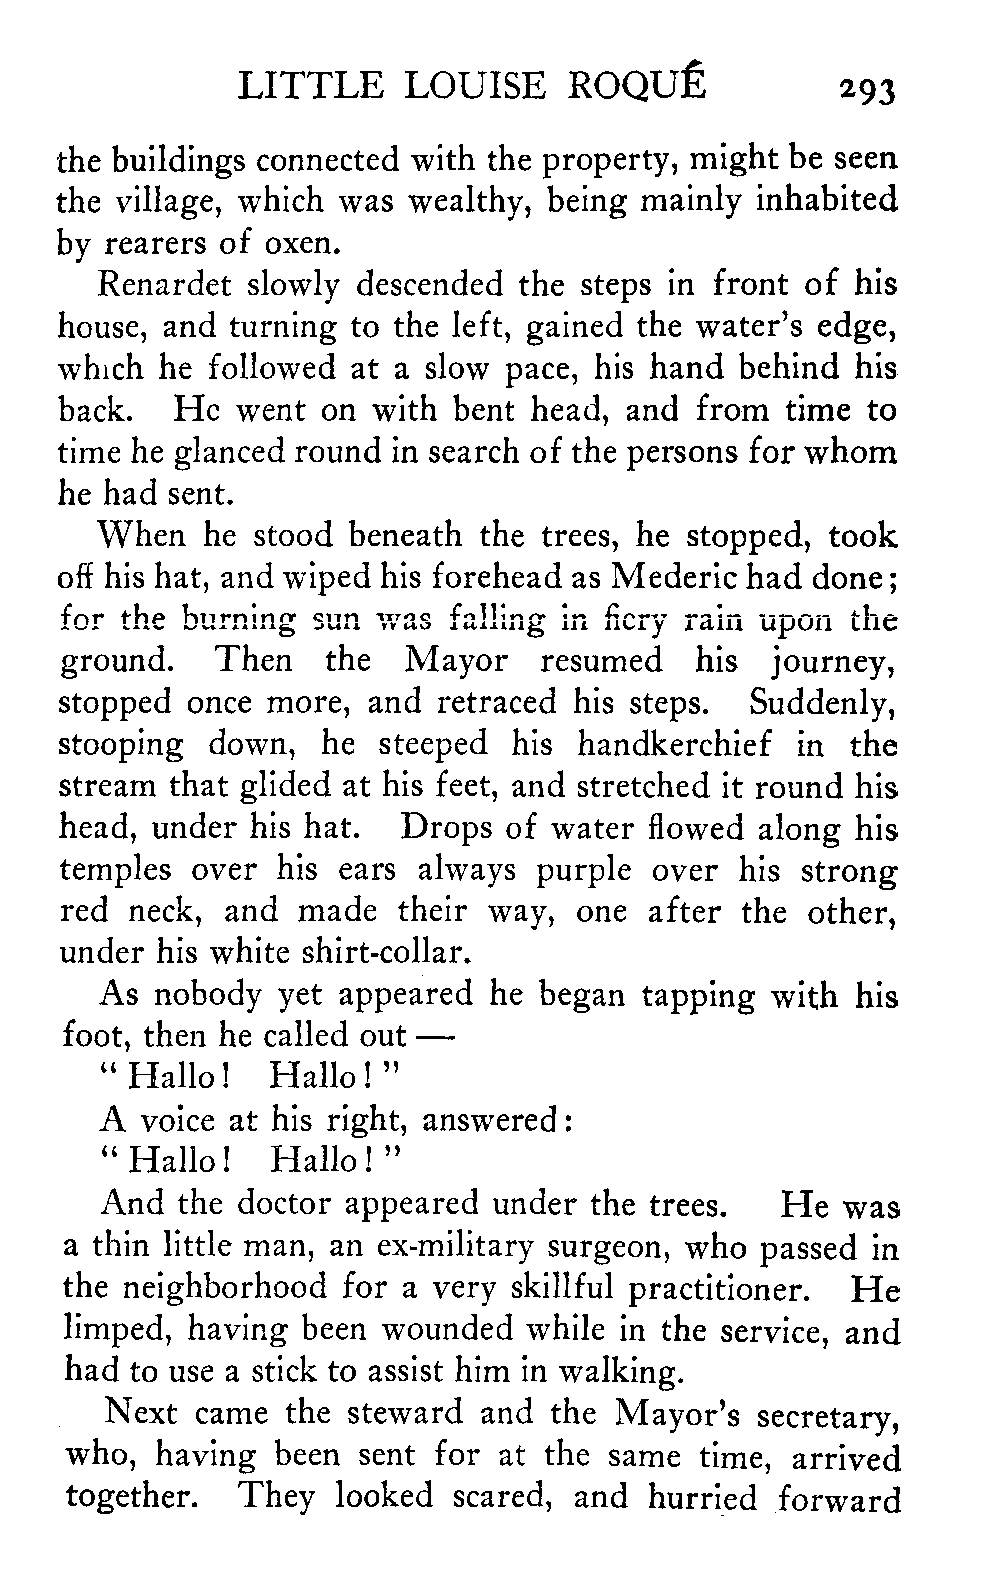 LITTLE LOUISE ROQUÉ 293
the buildings connected with the property, might be seen
the village, which was wealthy, being mainly inhabited
by rearers of oxen.
Renardet slowly descended the steps in front of his
house, and turning to the left, gained the water's edge,
which he followed at a slow pace, his hand behind his
back. He went on with bent head, and from time to
time he glanced round in search of the persons for whom
he had sent.
When he stood beneath the trees, he stopped, took
off his hat, and wiped his forehead as Mederic had done;
for the burning sun was falling in fiery rain upon the
ground. Then the Mayor resumed his journey,
stopped once more, and retraced his steps. Suddenly,
stooping down, he steeped his handkerchief in the
stream that glided at his feet, and stretched it round his
head, under his hat. Drops of water flowed along his
temples over his ears always purple over his strong
red neck, and made their way, one after the other,
under his white shirt-collar.
As nobody yet appeared he began tapping with his
foot, then he called out —
"Hallo! Hallo!"
A voice at his right, answered:
"Hallo! Hallo!"
And the doctor appeared under the trees. He was
a thin little man, an ex-military surgeon, who passed in
the neighborhood for a very skillful practitioner. He
limped, having been wounded while in the service, and
had to use a stick to assist him in walking.
Next came the steward and the Mayor's secretary,
who, having been sent for at the same time, arrived
together. They looked scared, and hurried forward